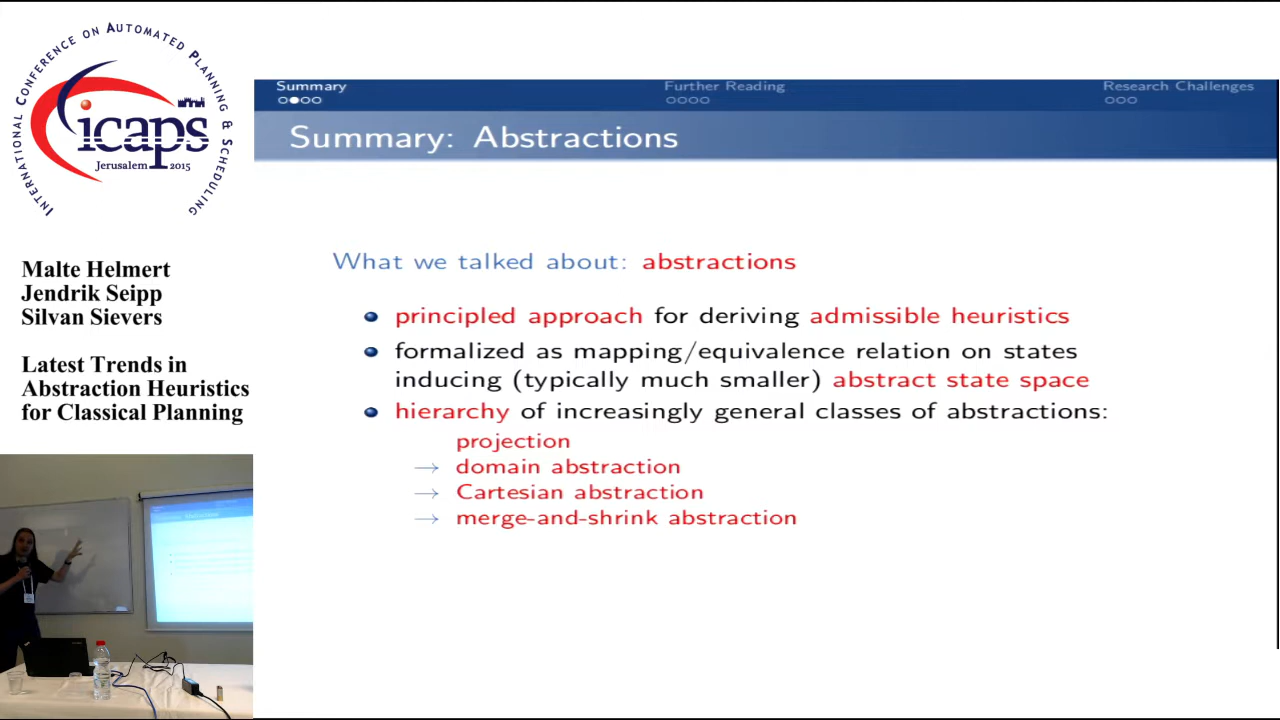 INTERNATIONAL CONFERENCE ON AUTOMATED PLANNING & SCHEDULING
icaps
Jerusalem 2015
Malte Helmert
Jendrik Seipp
Silvan Sievers
Latest Trends in
Abstraction Heuristics
for Classical Planning
Summary
Further Reading
Research Challenges
Summary: Abstractions
What we talked about: abstractions
principled approach for deriving admissible heuristics
formalized as mapping/equivalence relation on states
inducing (typically much smaller) abstract state space
hierarchy of increasingly general classes of abstractions:
projection
→ domain abstraction
→ Cartesian abstraction
→ merge-and-shrink abstraction